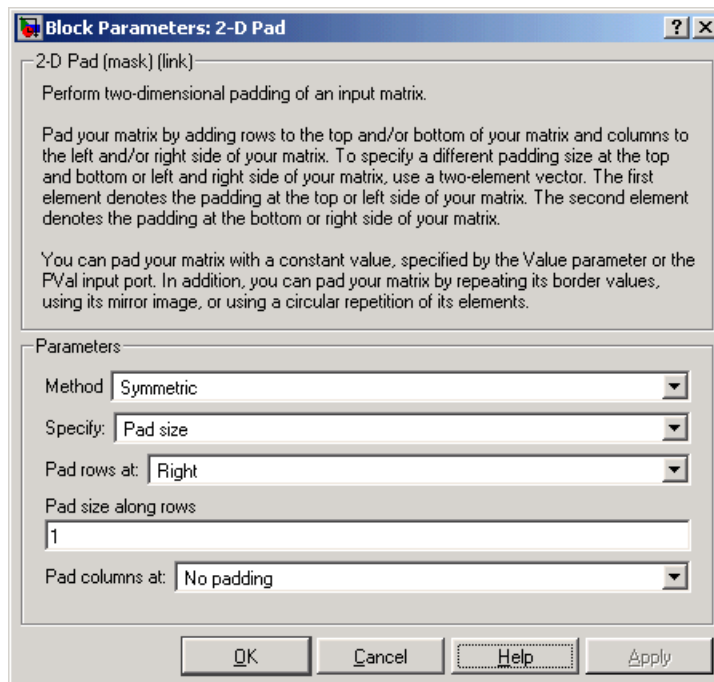 Block Parameters: 2-D Pad
2-D Pad (mask) (link)
Perform two-dimensional padding of an input matrix.
Pad your matrix by adding rows to the top and/or bottom of your matrix and columns to
the left and/or right side of your matrix. To specify a different padding size at the top
and bottom or left and right side of your matrix, use a two-element vector. The first
element denotes the padding at the top or left side of your matrix. The second element
denotes the padding at the bottom or right side of your matrix.
You can pad your matrix with a constant value, specified by the Value parameter or the
PVal input port. In addition, you can pad your matrix by repeating its border values,
using its mirror image, or using a circular repetition of its elements.
Parameters
Method Symmetric
Specify: Pad size
Pad rows at: Right
Pad size along rows
1
Pad columns at: No padding
OK Cancel Help Apply